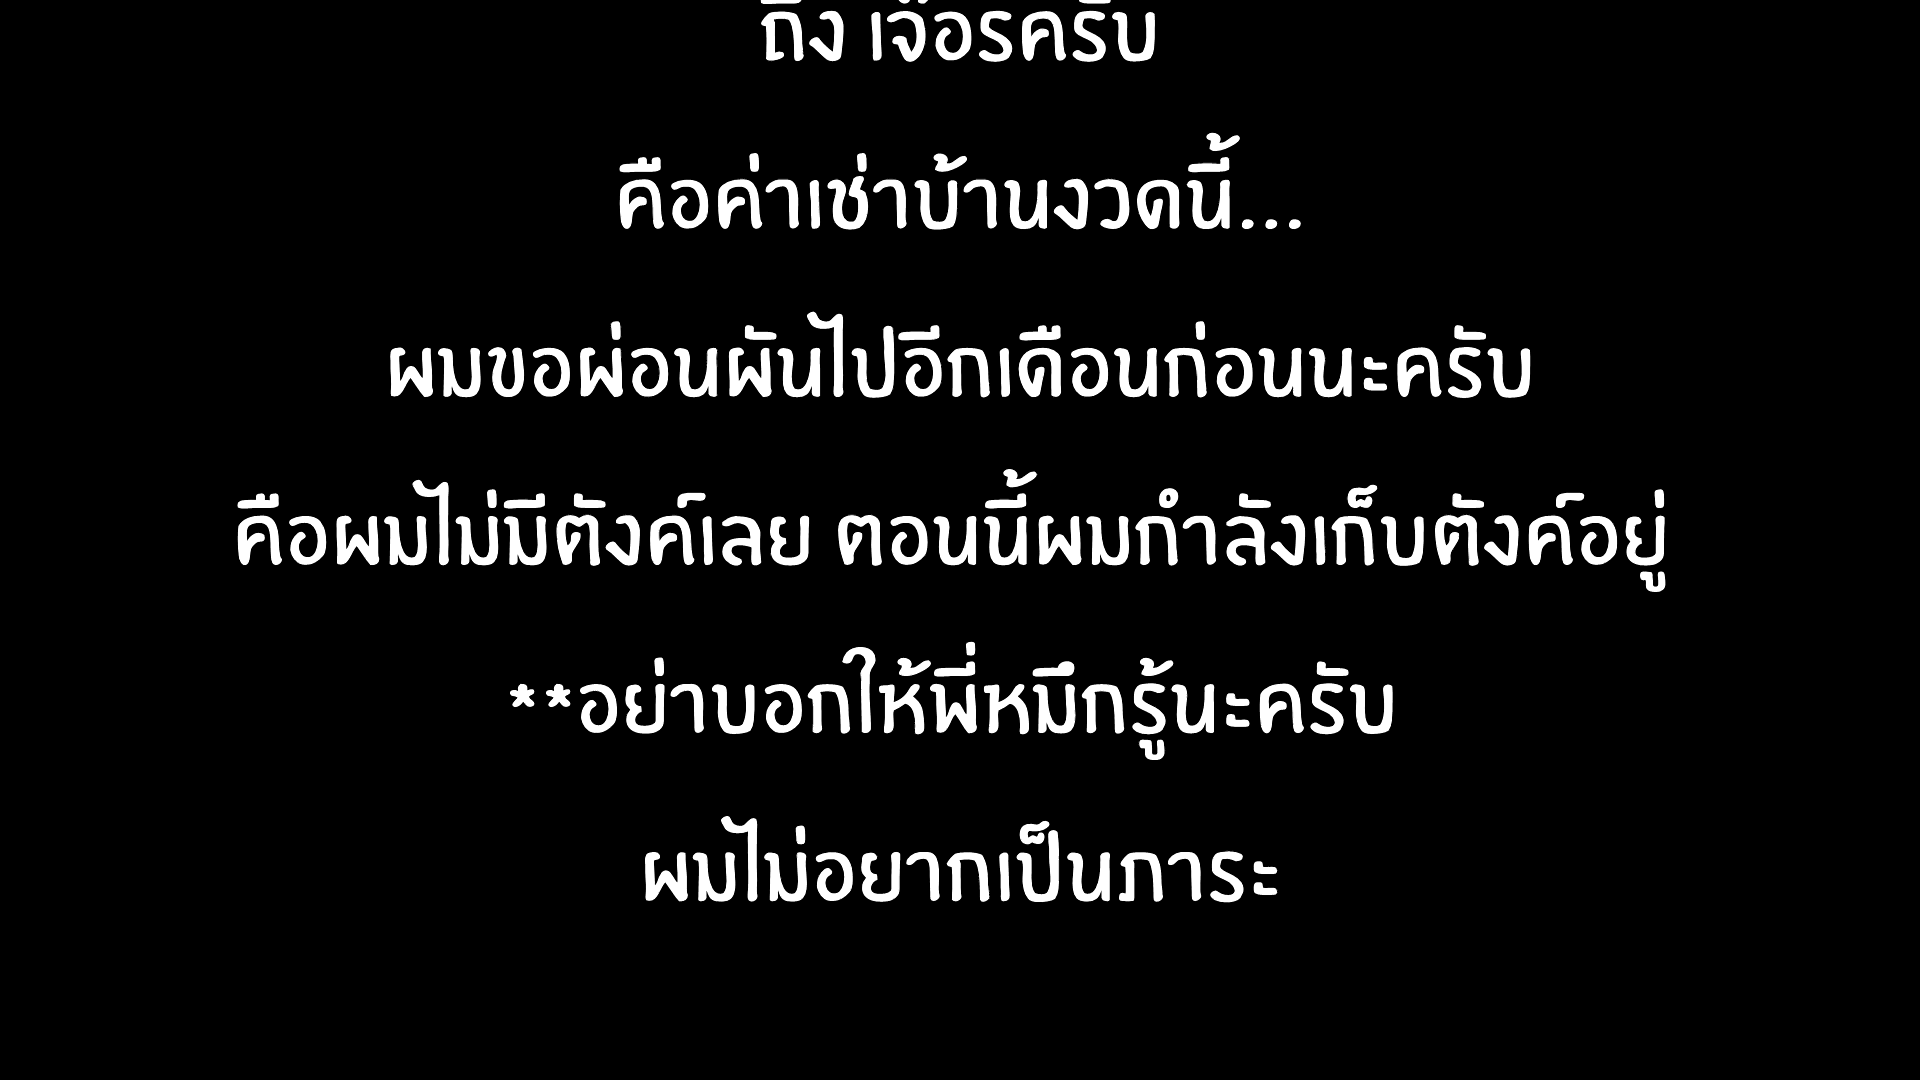 ถึง เจ๊อรครับ
คือค่าเช่าบ้านงวดนี้...
ผมขอผ่อนผันไปอีกเดือนก่อนนะครับ
คือผมไม่มีตังค์เลย ตอนนี้ผมกำลังเก็บตังค์อยู่
**อย่าบอกให้พี่หมึกรู้นะครับ
ผมไม่อยากเป็นภาระ